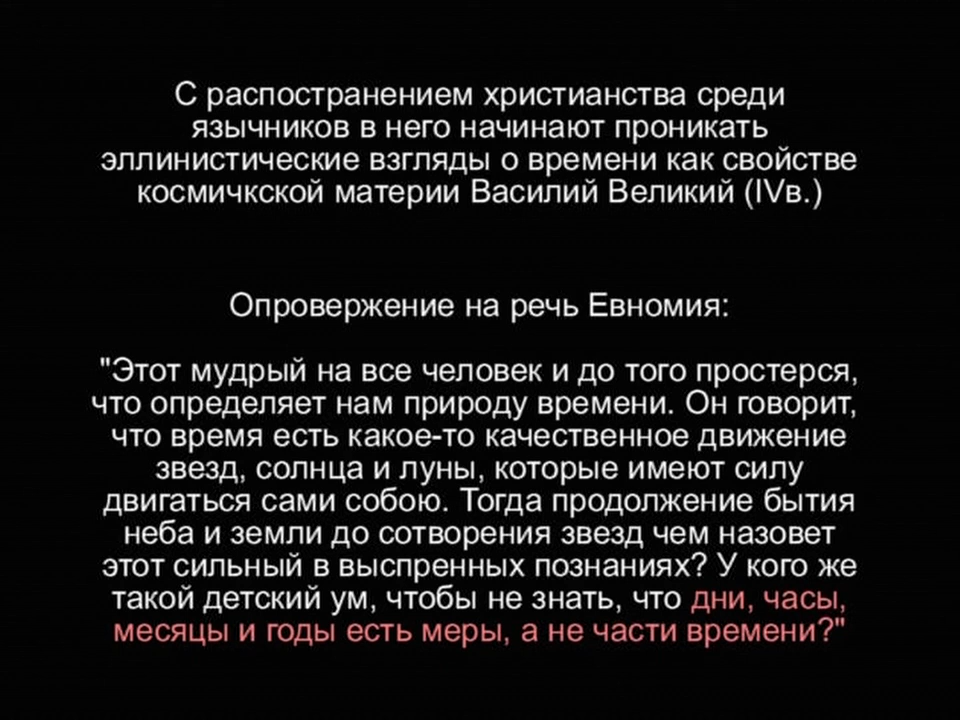 С распостранением христианства среди
язычников в него начинают проникать
эллинистические взгляды о времени как свойстве
космичкской материи Василий Великий (IVв.)
Опровержение на речь Евномия:
"Этот мудрый на все человек и до того простерся,
что определяет нам природу времени. Он говорит,
что время есть какое-то качественное движение
звезд, солнца и луны, которые имеют силу
двигаться сами собою. Тогда продолжение бытия
неба и земли до сотворения звезд чем назовет
этот сильный в выспренных познаниях? У кого же
такой детский ум, чтобы не знать, что дни, часы,
месяцы и годы есть меры, а не части времени?"